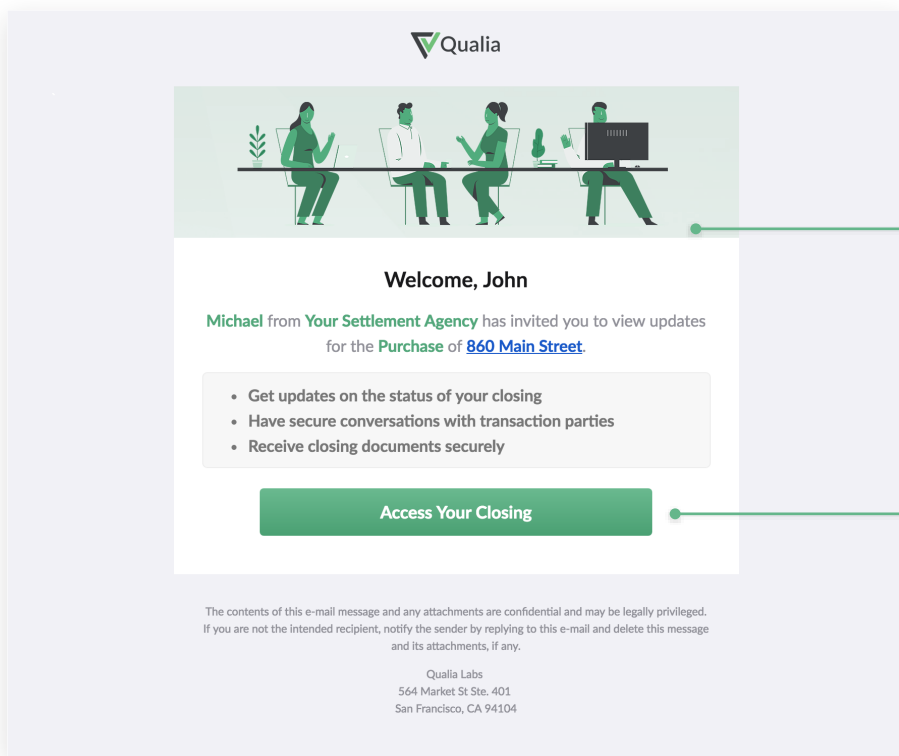 Qualia
Welcome, John
Michael from Your Settlement Agency has invited you to view updates
for the Purchase of 860 Main Street.
• Get updates on the status of your closing
• Have secure conversations with transaction parties
• Receive closing documents securely
Access Your Closing
The contents of this e-mail message and any attachments are confidential and may be legally privileged.
If you are not the intended recipient, notify the sender by replying to this e-mail and delete this message
and its attachments, if any.
Qualia Labs
564 Market St Ste. 401
San Francisco, CA 94104